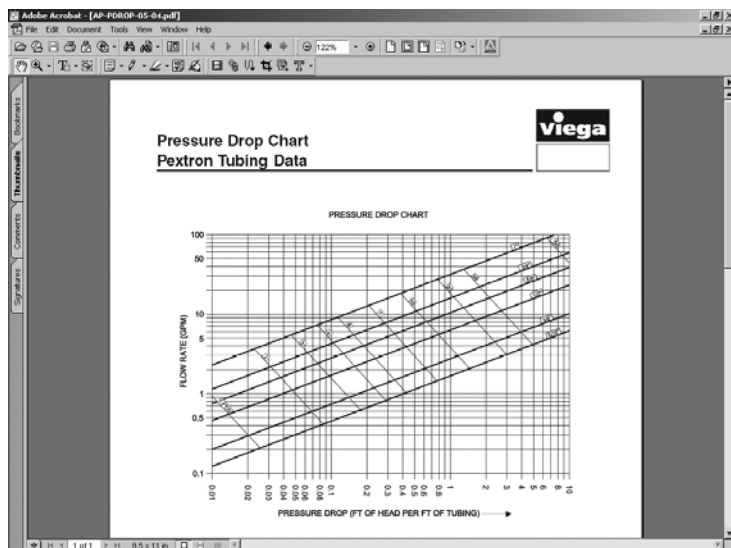 Adobe Acrobat - [AP-PDROP-05-04.pdf]
File Edit Document Tools View Window Help
122%
Bookmarks
Thumbnails
Comments
Signatures
viega
Pressure Drop Chart
Pextron Tubing Data
PRESSURE DROP CHART
FLOW RATE (GPM)
100
50
10
5
1
0.5
0.1
0.01 0.02 0.03 0.04 0.05 0.06 0.08 0.1 0.2 0.3 0.4 0.5 0.6 0.8 1 2 3 4 5 6 8 10
PRESSURE DROP (FT OF HEAD PER FT OF TUBING)
1 of 1 8.5 x 11 in